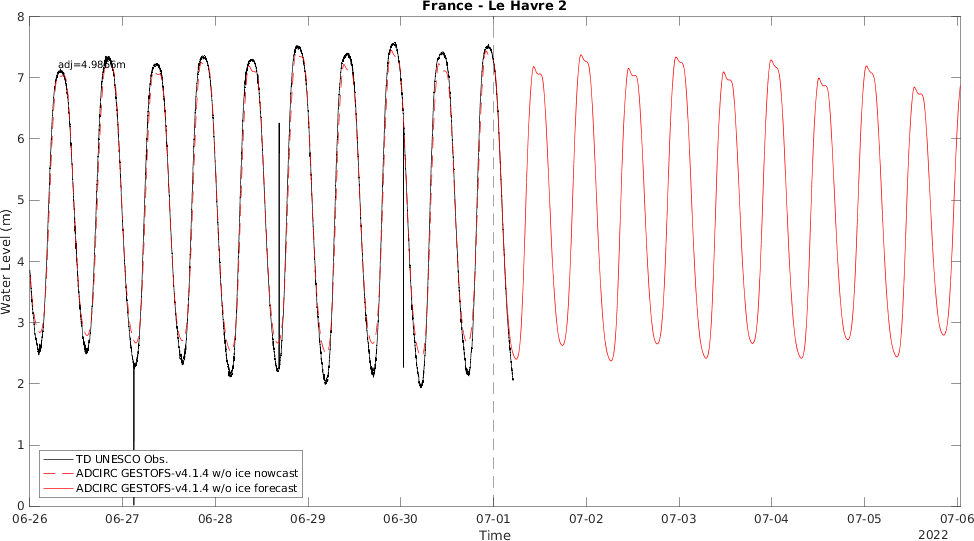 France - Le Havre 2
8
adj=4.9866m
7
6
5
4
3
2
1
0
Water Level (m)
TD UNESCO Obs.
ADCIRC GESTOFS-v4.1.4 w/o ice nowcast
ADCIRC GESTOFS-v4.1.4 w/o ice forecast
06-26 06-27 06-28 06-29 06-30 07-01 07-02 07-03 07-04 07-05 07-06
Time
2022